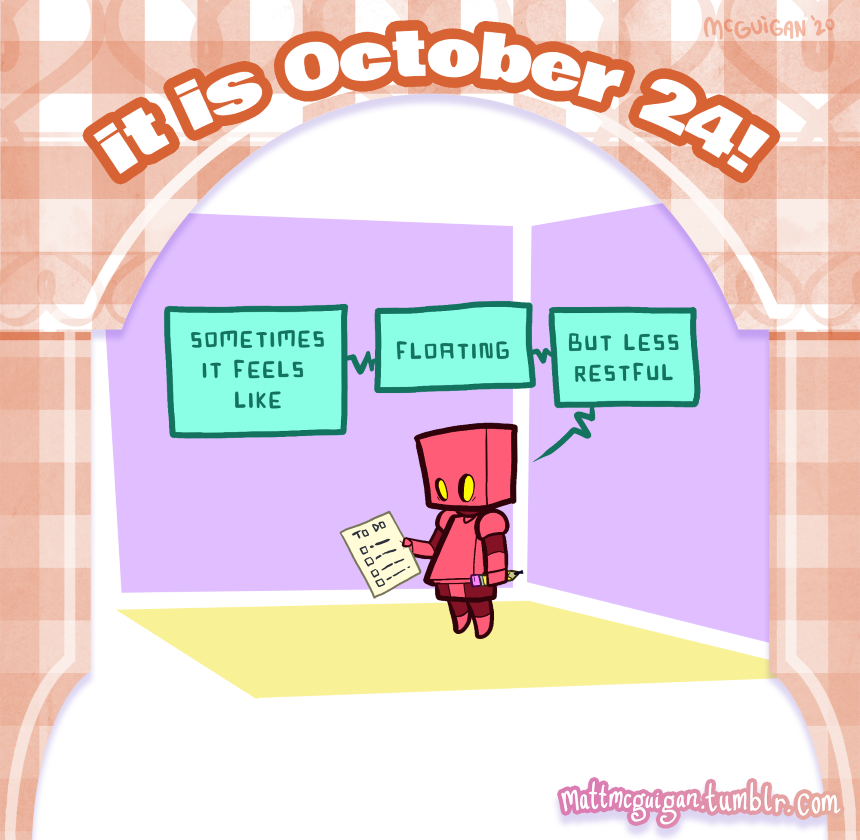 McGUIGAN '20
it is October 24!
SOMETIMES
IT FEELS
LIKE
FLOATING
BUT LESS
RESTFUL
TO DO
mattmcguigan.tumblr.com